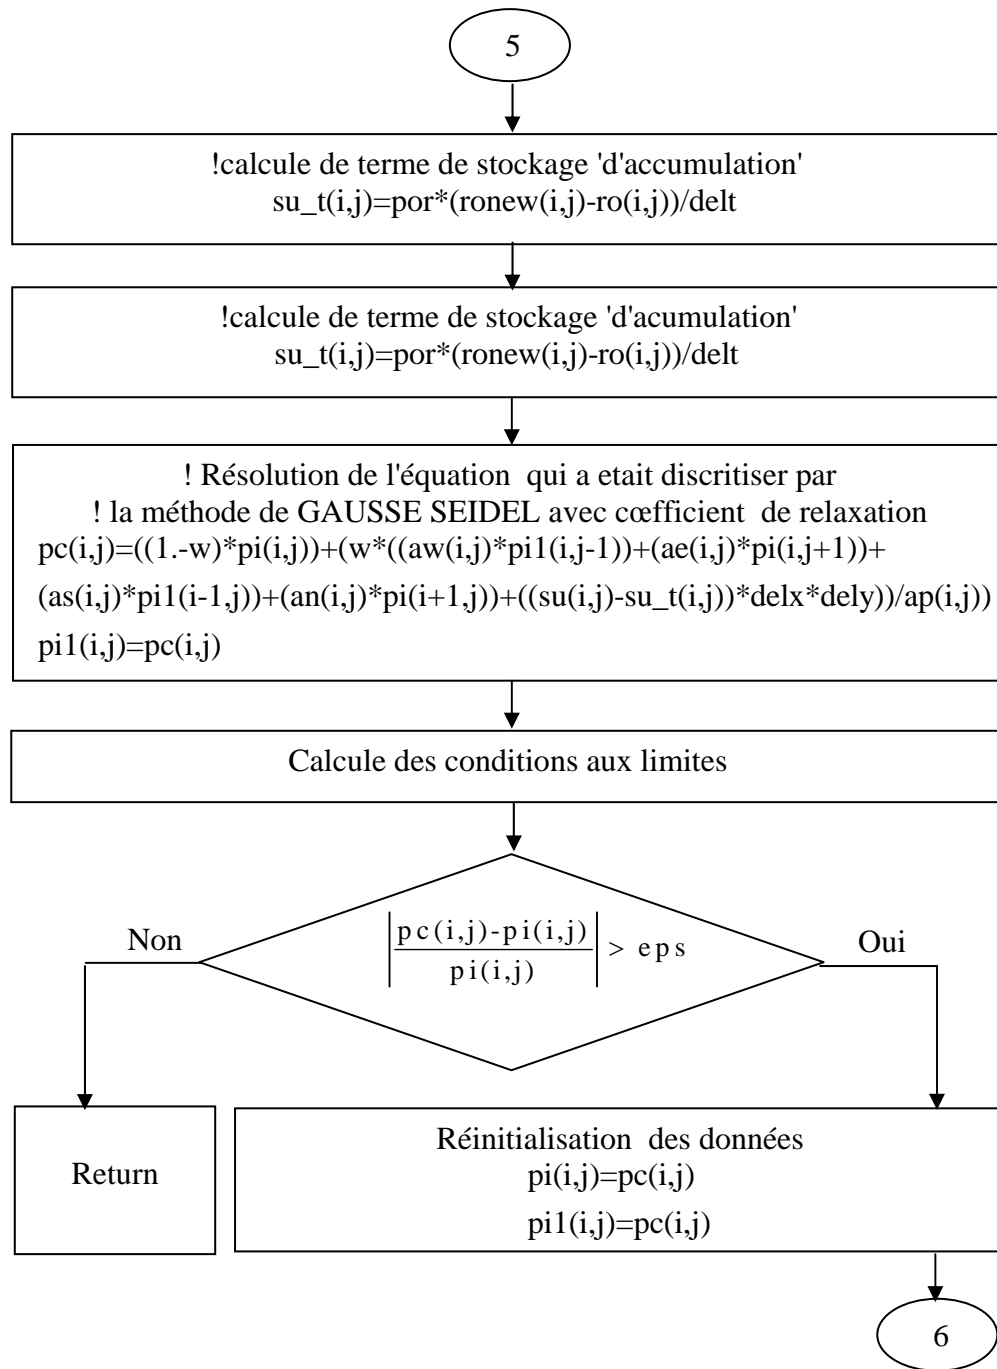 5
!calcule de terme de stockage 'd'accumulation'
su_t(i,j)=por*(ronew(i,j)-ro(i,j))/delt
!calcule de terme de stockage 'd'acumulation'
su_t(i,j)=por*(ronew(i,j)-ro(i,j))/delt
! Résolution de l'équation qui a etait discritiser par
! la méthode de GAUSSE SEIDEL avec cœfficient de relaxation
pc(i,j)=((1.-w)*pi(i,j))+(w*((aw(i,j)*pi1(i,j-1))+(ae(i,j)*pi(i,j+1))+
(as(i,j)*pi1(i-1,j))+(an(i,j)*pi(i+1,j))+((su(i,j)-su_t(i,j))*delx*dely))/ap(i,j))
pi1(i,j)=pc(i,j)
Calcule des conditions aux limites
|pc(i,j)-pi(i,j)/pi(i,j)| > eps
Non
Oui
Return
Réinitialisation des données
pi(i,j)=pc(i,j)
pi1(i,j)=pc(i,j)
6